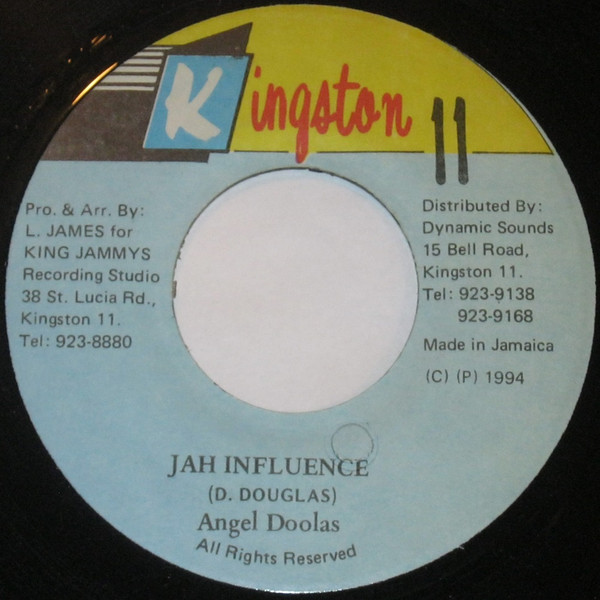 Kingston 11
Pro. & Arr. By:
L. JAMES for
KING JAMMYS
Recording Studio
38 St. Lucia Rd.,
Kingston 11.
Tel: 923-8880
Distributed By:
Dynamic Sounds
15 Bell Road,
Kingston 11.
Tel: 923-9138
923-9168
Made in Jamaica
(C) (P) 1994
JAH INFLUENCE
(D. DOUGLAS)
Angel Doolas
All Rights Reserved